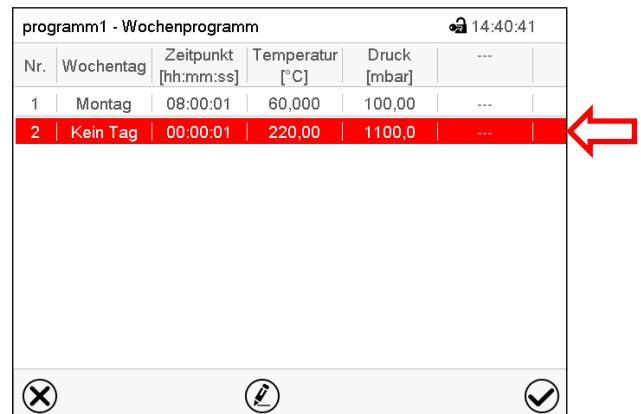 programm1 - Wochenprogramm 14:40:41
Nr. Wochentag Zeitpunkt [hh:mm:ss] Temperatur [°C] Druck [mbar] ---
1 Montag 08:00:01 60,000 100,00 ---
2 Kein Tag 00:00:01 220,00 1100,0 ---